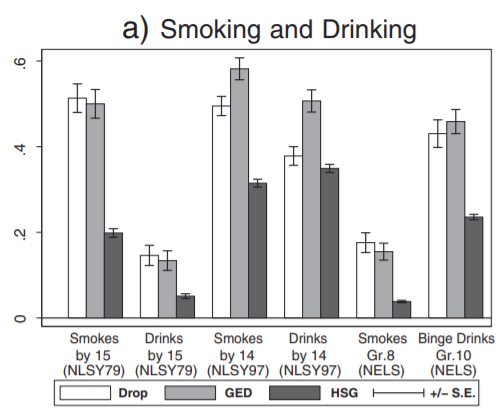 a) Smoking and Drinking
.6
.4
.2
0
Smokes by 15 (NLSY79)
Drinks by 15 (NLSY79)
Smokes by 14 (NLSY97)
Drinks by 14 (NLSY97)
Smokes Gr.8 (NELS)
Binge Drinks Gr.10 (NELS)
Drop GED HSG +/− S.E.